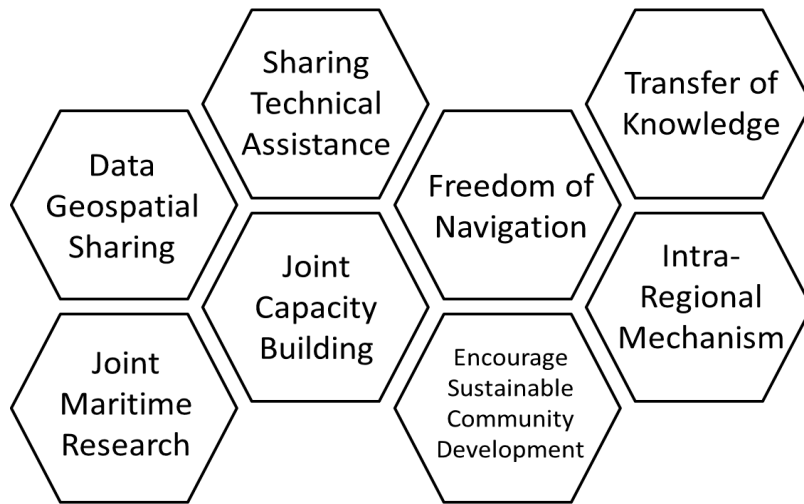 Sharing
Technical
Assistance
Transfer of
Knowledge
Data
Geospatial
Sharing
Freedom of
Navigation
Joint
Capacity
Building
Intra-
Regional
Mechanism
Joint
Maritime
Research
Encourage
Sustainable
Community
Development